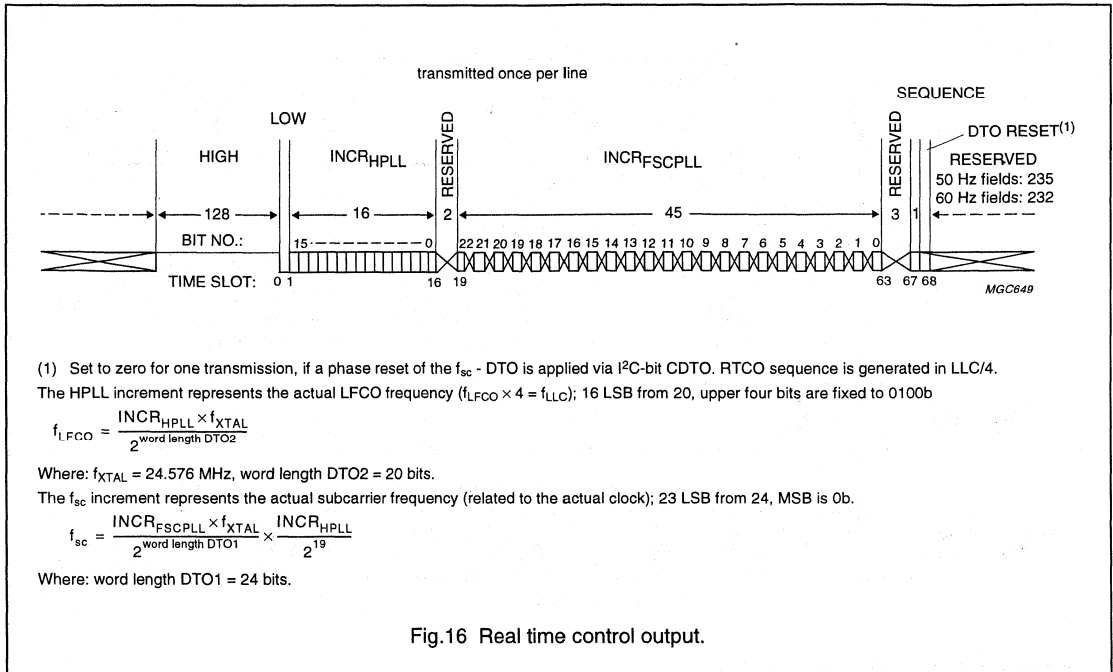 transmitted once per line
SEQUENCE
LOW
RESERVED
RESERVED
DTO RESET(1)
HIGH
INCRHPLL
INCRFSCPLL
RESERVED
50 Hz fields: 235
60 Hz fields: 232
128
16
2
45
3
1
BIT NO.:
15
0
22 21 20 19 18 17 16 15 14 13 12 11 10 9 8 7 6 5 4 3 2 1 0
TIME SLOT:
0 1
16
19
63
67 68
MGC649
(1) Set to zero for one transmission, if a phase reset of the fsc - DTO is applied via I²C-bit CDTO. RTCO sequence is generated in LLC/4.
The HPLL increment represents the actual LFCO frequency (fLFCO × 4 = fLLC); 16 LSB from 20, upper four bits are fixed to 0100b
fLFCO = INCRHPLL × fXTAL / 2^word length DTO2
Where: fXTAL = 24.576 MHz, word length DTO2 = 20 bits.
The fsc increment represents the actual subcarrier frequency (related to the actual clock); 23 LSB from 24, MSB is 0b.
fsc = INCRFSCPLL × fXTAL / 2^word length DTO1 × INCRHPLL / 2^19
Where: word length DTO1 = 24 bits.
Fig.16 Real time control output.